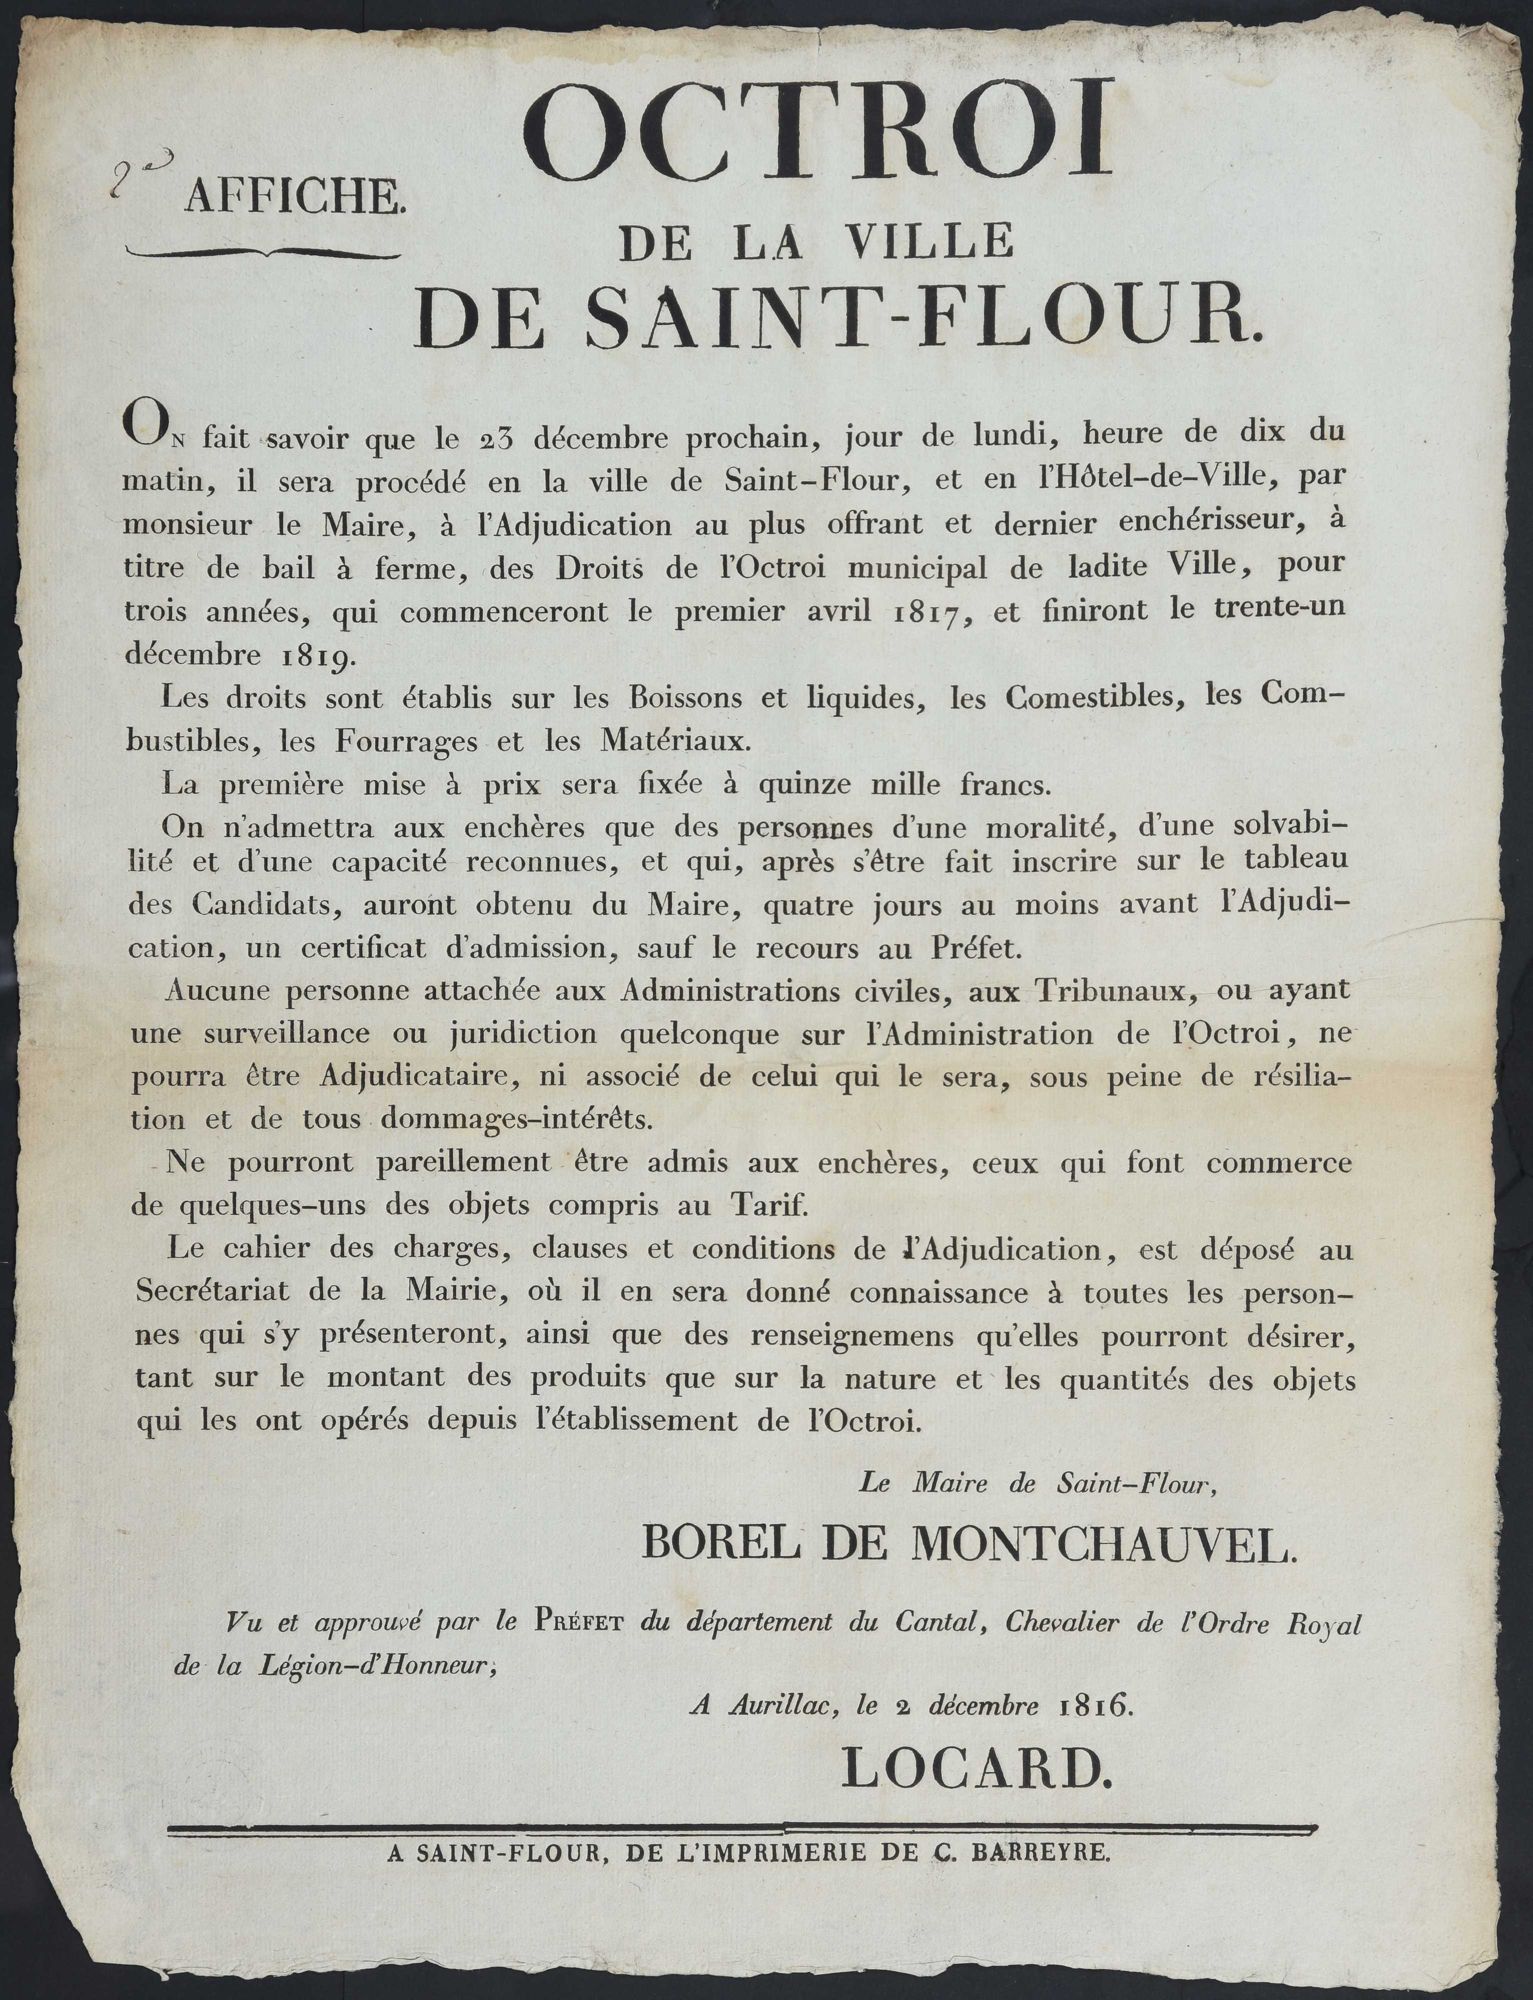 OCTROI
2e AFFICHE.
DE LA VILLE
DE SAINT-FLOUR.
ON fait savoir que le 23 décembre prochain, jour de lundi, heure de dix du
matin, il sera procédé en la ville de Saint-Flour, et en l'Hôtel-de-Ville, par
monsieur le Maire, à l'Adjudication au plus offrant et dernier enchérisseur, à
titre de bail à ferme, des Droits de l'Octroi municipal de ladite Ville, pour
trois années, qui commenceront le premier avril 1817, et finiront le trente-un
décembre 1819.
Les droits sont établis sur les Boissons et liquides, les Comestibles, les Com-
bustibles, les Fourrages et les Matériaux.
La première mise à prix sera fixée à quinze mille francs.
On n'admettra aux enchères que des personnes d'une moralité, d'une solvabi-
lité et d'une capacité reconnues, et qui, après s'être fait inscrire sur le tableau
des Candidats, auront obtenu du Maire, quatre jours au moins avant l'Adjudi-
cation, un certificat d'admission, sauf le recours au Préfet.
Aucune personne attachée aux Administrations civiles, aux Tribunaux, ou ayant
une surveillance ou juridiction quelconque sur l'Administration de l'Octroi, ne
pourra être Adjudicataire, ni associé de celui qui le sera, sous peine de résilia-
tion et de tous dommages-intérêts.
Ne pourront pareillement être admis aux enchères, ceux qui font commerce
de quelques-uns des objets compris au Tarif.
Le cahier des charges, clauses et conditions de l'Adjudication, est déposé au
Secrétariat de la Mairie, où il en sera donné connaissance à toutes les person-
nes qui s'y présenteront, ainsi que des renseignemens qu'elles pourront désirer,
tant sur le montant des produits que sur la nature et les quantités des objets
qui les ont opérés depuis l'établissement de l'Octroi.
Le Maire de Saint-Flour,
BOREL DE MONTCHAUVEL.
Vu et approuvé par le PRÉFET du département du Cantal, Chevalier de l'Ordre Royal
de la Légion-d'Honneur,
A Aurillac, le 2 décembre 1816.
LOCARD.
A SAINT-FLOUR, DE L'IMPRIMERIE DE C. BARREYRE.